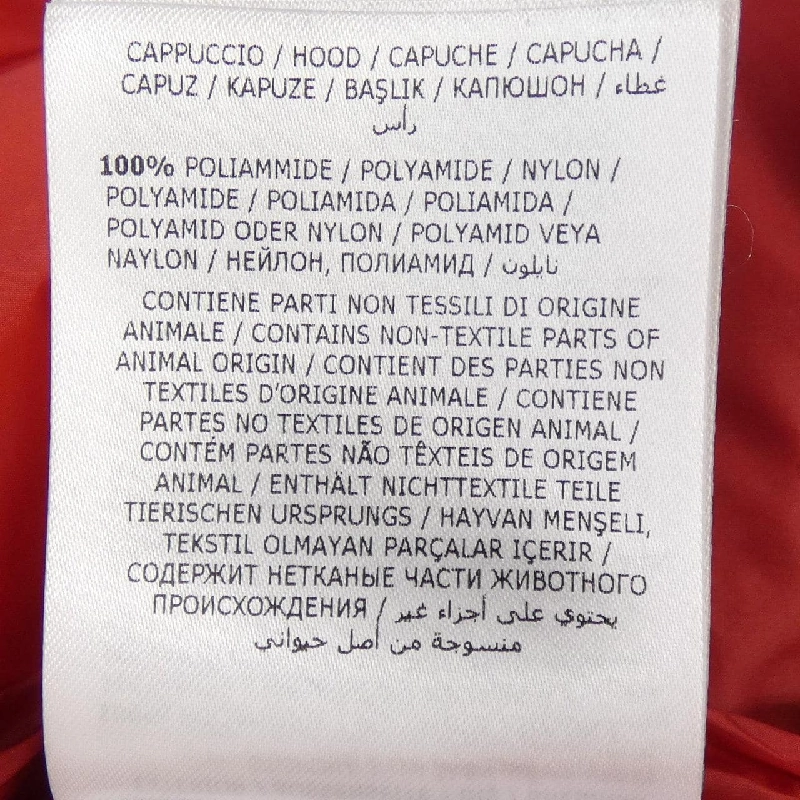 CAPPUCCIO / HOOD / CAPUCHE / CAPUCHA /
CAPUZ / KAPUZE / BAŞLIK / КАПЮШОН / غطاء
رأس
100% POLIAMMIDE / POLYAMIDE / NYLON /
POLYAMIDE / POLIAMIDA / POLIAMIDA /
POLYAMID ODER NYLON / POLYAMID VEYA
NAYLON / НЕЙЛОН, ПОЛИАМИД / نايلون
CONTIENE PARTI NON TESSILI DI ORIGINE
ANIMALE / CONTAINS NON-TEXTILE PARTS OF
ANIMAL ORIGIN / CONTIENT DES PARTIES NON
TEXTILES D'ORIGINE ANIMALE / CONTIENE
PARTES NO TEXTILES DE ORIGEN ANIMAL /
CONTÉM PARTES NÃO TÊXTEIS DE ORIGEM
ANIMAL / ENTHÄLT NICHTTEXTILE TEILE
TIERISCHEN URSPRUNGS / HAYVAN MENŞELI,
TEKSTIL OLMAYAN PARÇALAR IÇERIR /
СОДЕРЖИТ НЕТКАНЫЕ ЧАСТИ ЖИВОТНОГО
ПРОИСХОЖДЕНИЯ / يحتوي على أجزاء غير
منسوجة من أصل حيواني